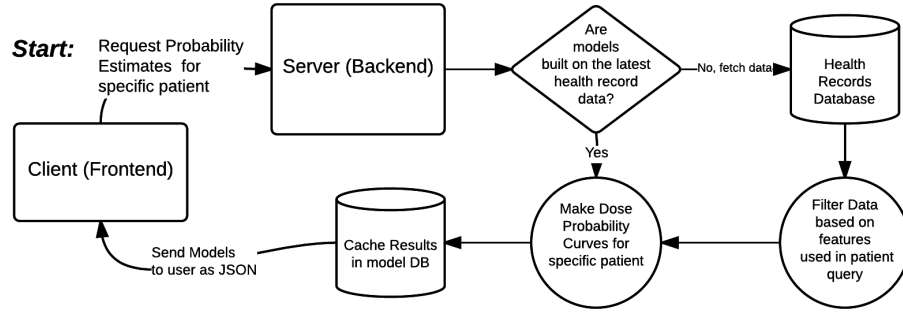 Start:
Request Probability
Estimates for
specific patient
Server (Backend)
Are
models
built on the latest
health record
data?
No, fetch data
Health
Records
Database
Client (Frontend)
Yes
Send Models
to user as JSON
Cache Results
in model DB
Make Dose
Probability
Curves for
specific patient
Filter Data
based on
features
used in patient
query